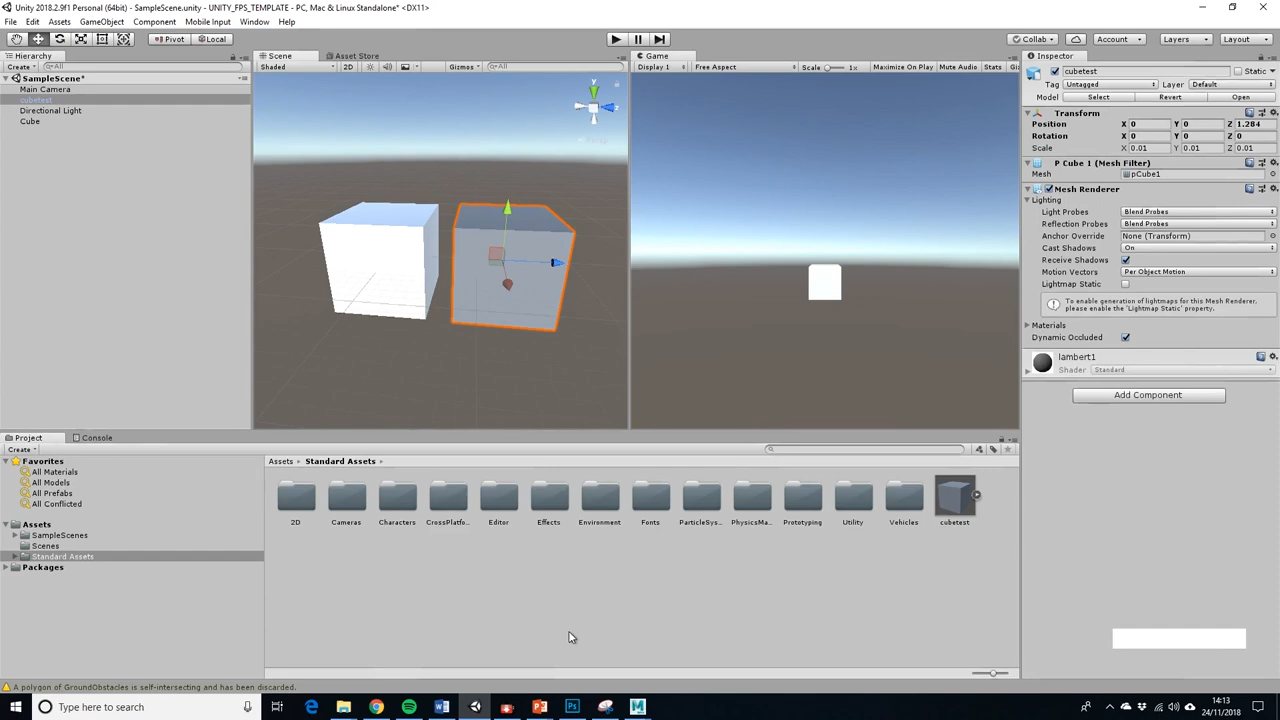 Unity 2018.2.9f1 Personal (64bit) - SampleScene.unity - UNITY_FPS_TEMPLATE - PC, Mac & Linux Standalone* <DX11>
File Edit Assets GameObject Component Mobile Input Window Help
Pivot Local Collab Account Layers Layout
Hierarchy
Create All
SampleScene*
Main Camera
cubetest
Directional Light
Cube
Scene Asset Store
Shaded 2D Gizmos All
y
z
Game
Display 1 Free Aspect Scale 1x Maximize On Play Mute Audio Stats Gi
Inspector
cubetest Static
Tag Untagged Layer Default
Model Select Revert Open
Transform
Position X 0 Y 0 Z 1.284
Rotation X 0 Y 0 Z 0
Scale X 0.01 Y 0.01 Z 0.01
P Cube 1 (Mesh Filter)
Mesh pCube1
Mesh Renderer
Lighting
Light Probes Blend Probes
Reflection Probes Blend Probes
Anchor Override None (Transform)
Cast Shadows On
Receive Shadows
Motion Vectors Per Object Motion
Lightmap Static
To enable generation of lightmaps for this Mesh Renderer,
please enable the 'Lightmap Static' property.
Materials
Dynamic Occluded
lambert1
Shader Standard
Add Component
Project Console
Create
Favorites
All Materials
All Models
All Prefabs
All Conflicted
Assets
SampleScenes
Scenes
Standard Assets
Packages
Assets Standard Assets
2D Cameras Characters CrossPlatfo... Editor Effects Environment Fonts ParticleSys... PhysicsMa... Prototyping Utility Vehicles cubetest
A polygon of GroundObstacles is self-intersecting and has been discarded.
Type here to search
14:13
24/11/2018